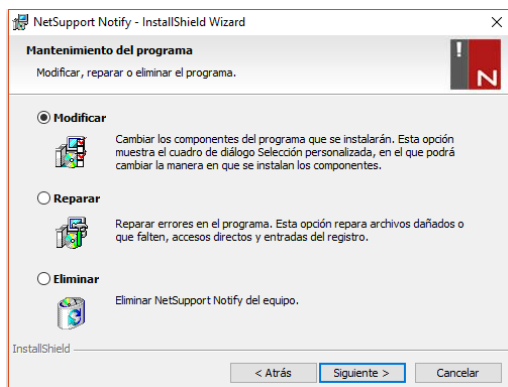 NetSupport Notify - InstallShield Wizard
Mantenimiento del programa
Modificar, reparar o eliminar el programa.
! N
Modificar
Cambiar los componentes del programa que se instalarán. Esta opción
muestra el cuadro de diálogo Selección personalizada, en el que podrá
cambiar la manera en que se instalan los componentes.
Reparar
Reparar errores en el programa. Esta opción repara archivos dañados o
que falten, accesos directos y entradas del registro.
Eliminar
Eliminar NetSupport Notify del equipo.
InstallShield
< Atrás Siguiente > Cancelar